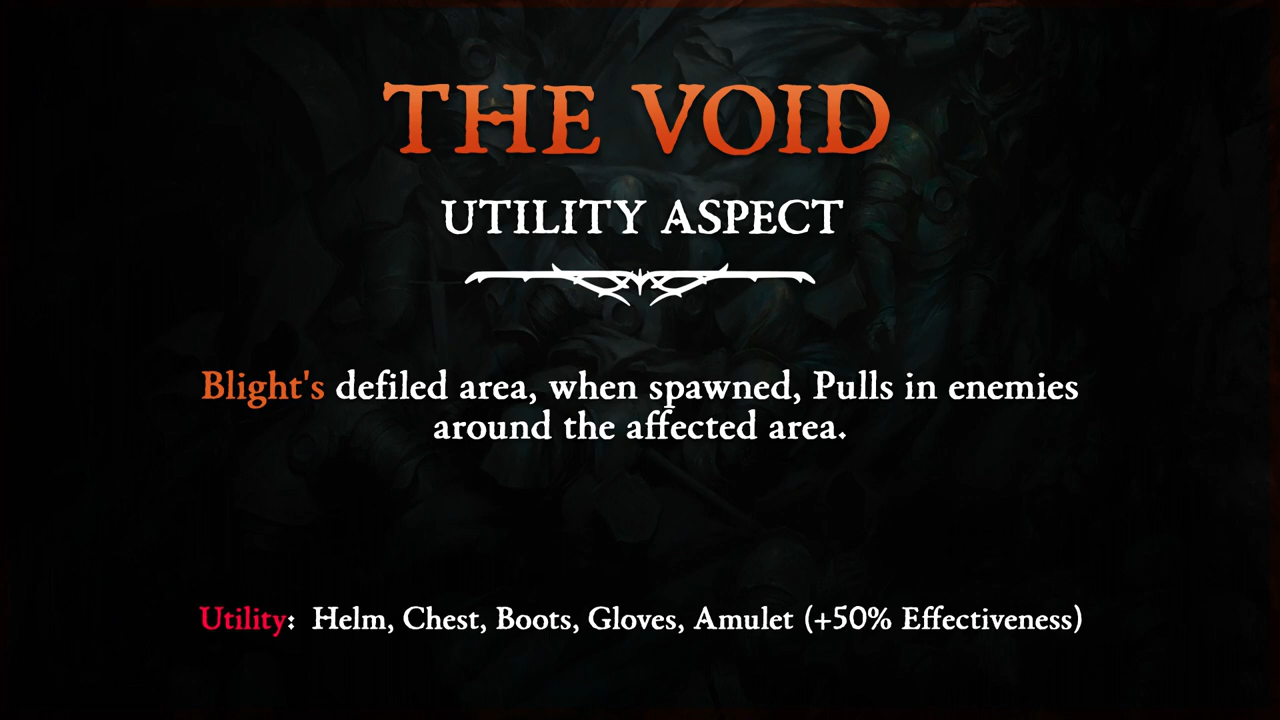 THE VOID
UTILITY ASPECT
Blight's defiled area, when spawned, Pulls in enemies
around the affected area.
Utility: Helm, Chest, Boots, Gloves, Amulet (+50% Effectiveness)